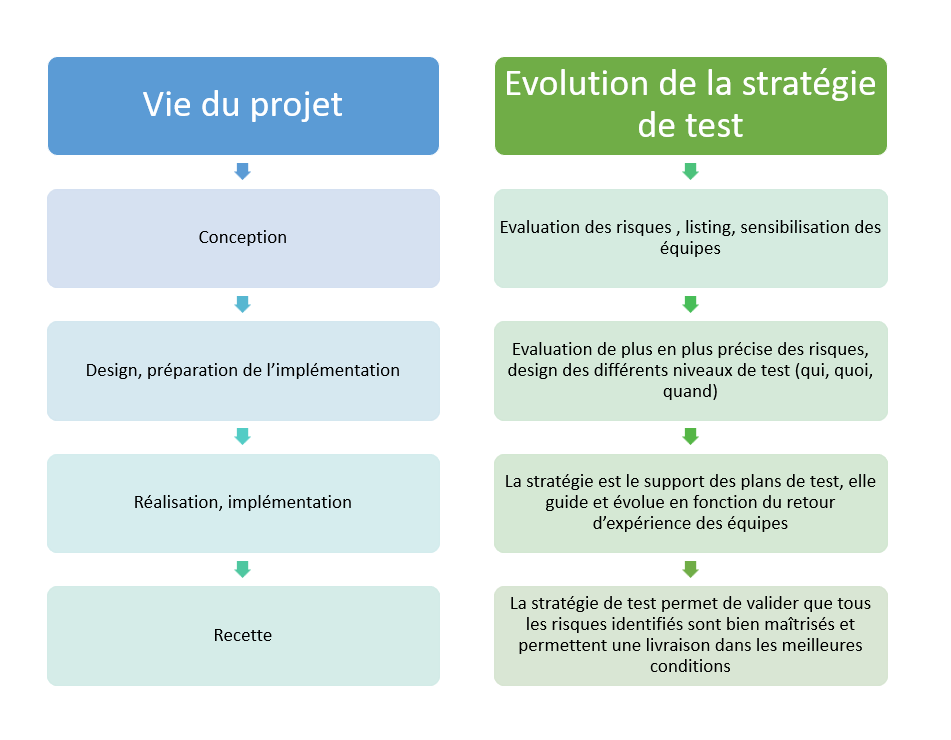 Vie du projet
Conception
Design, préparation de l’implémentation
Réalisation, implémentation
Recette
Evolution de la stratégie
de test
Evaluation des risques , listing, sensibilisation des
équipes
Evaluation de plus en plus précise des risques,
design des différents niveaux de test (qui, quoi,
quand)
La stratégie est le support des plans de test, elle
guide et évolue en fonction du retour
d’expérience des équipes
La stratégie de test permet de valider que tous
les risques identifiés sont bien maîtrisés et
permettent une livraison dans les meilleures
conditions